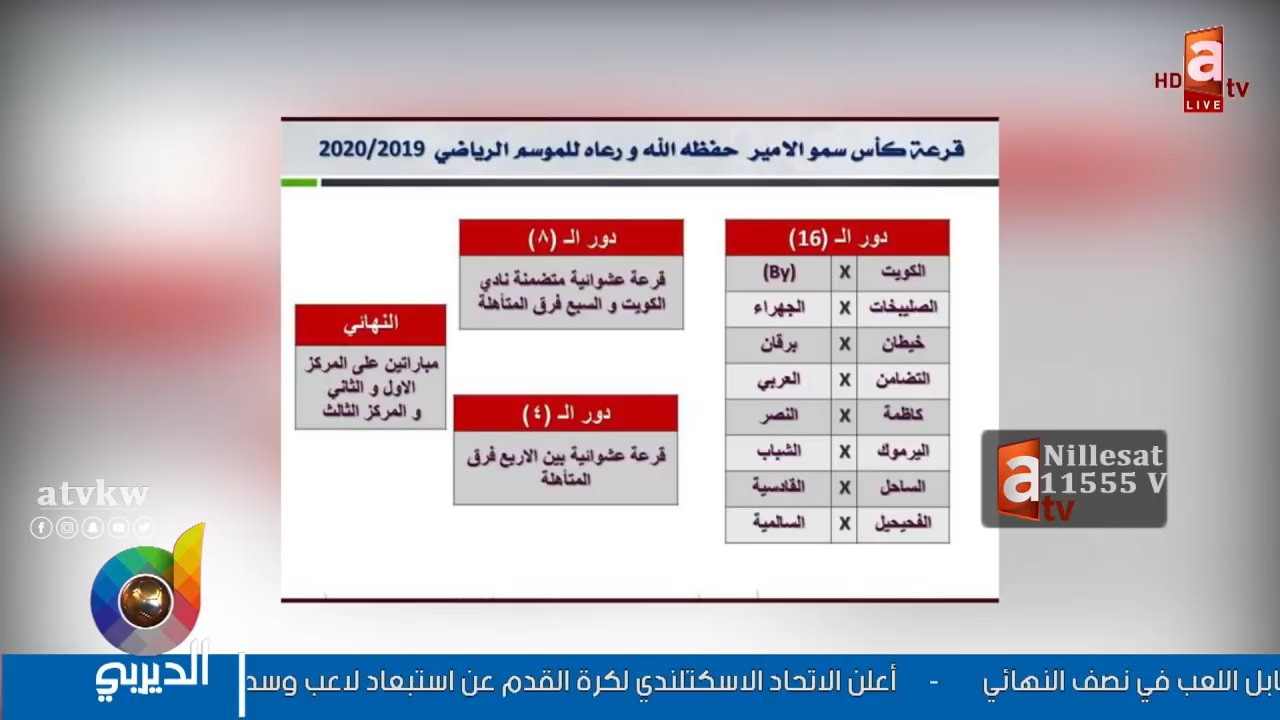 HD a tv
LIVE
قرعة كأس سمو الامير حفظه الله و رعاه للموسم الرياضي 2020/2019
دور الـ (16)
الكويت X (By)
الصليبخات X الجهراء
خيطان X برقان
التضامن X العربي
كاظمة X النصر
اليرموك X الشباب
الساحل X القادسية
الفحيحيل X السالمية
دور الـ (٨)
قرعة عشوائية متضمنة نادي
الكويت و السبع فرق المتأهلة
دور الـ (٤)
قرعة عشوائية بين الاربع فرق
المتأهلة
النهائي
مباراتين على المركز
الاول و الثاني
و المركز الثالث
a tv
Nillesat
11555 V
atvkw
الديربي
ابل اللعب في نصف النهائي - أعلن الاتحاد الاسكتلندي لكرة القدم عن استبعاد لاعب وسد